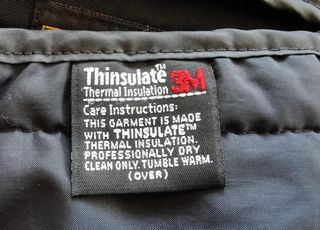 Thinsulate™ 3M
Thermal Insulation
Care Instructions:
THIS GARMENT IS MADE
WITH THINSULATE™
THERMAL INSULATION.
PROFESSIONALLY DRY
CLEAN ONLY. TUMBLE WARM.
(OVER)